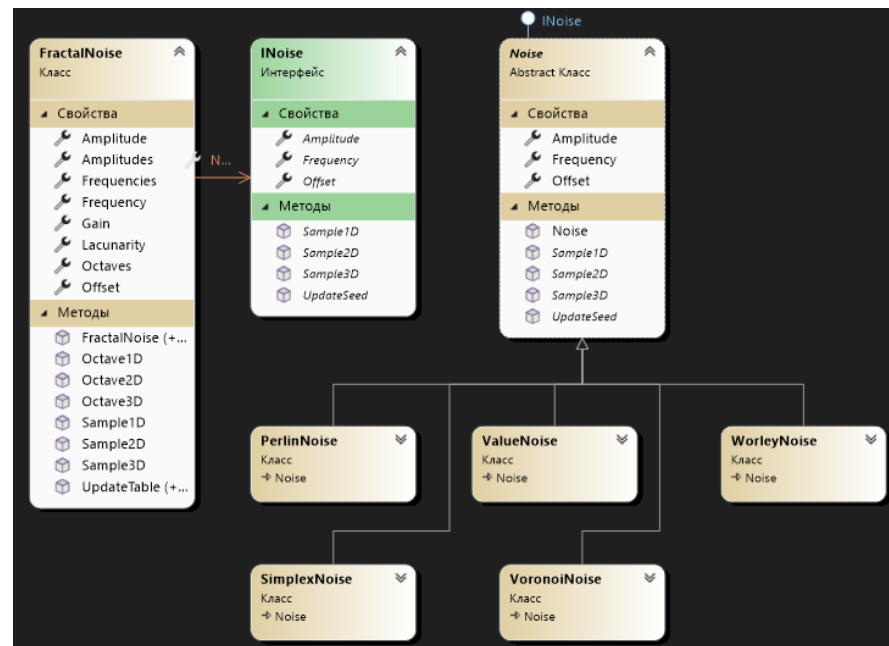 FractalNoise
Класс
Свойства
Amplitude
Amplitudes
Frequencies
Frequency
Gain
Lacunarity
Octaves
Offset
Методы
FractalNoise (+...
Octave1D
Octave2D
Octave3D
Sample1D
Sample2D
Sample3D
UpdateTable (+...
N...
INoise
Интерфейс
Свойства
Amplitude
Frequency
Offset
Методы
Sample1D
Sample2D
Sample3D
UpdateSeed
INoise
Noise
Abstract Класс
Свойства
Amplitude
Frequency
Offset
Методы
Noise
Sample1D
Sample2D
Sample3D
UpdateSeed
PerlinNoise
Класс
Noise
ValueNoise
Класс
Noise
WorleyNoise
Класс
Noise
SimplexNoise
Класс
Noise
VoronoiNoise
Класс
Noise